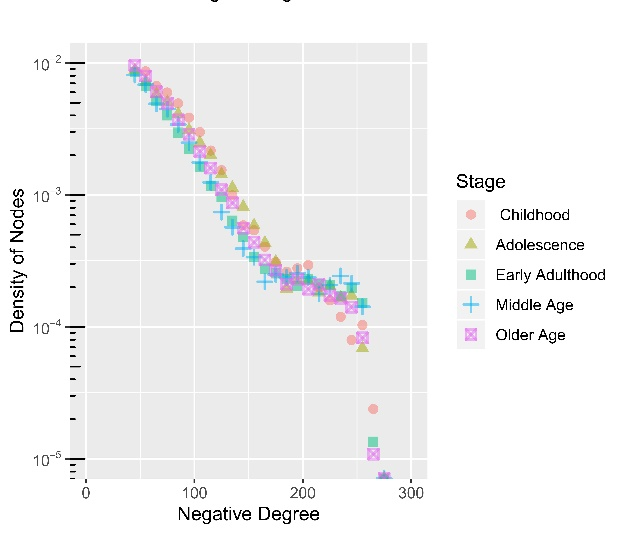 10⁻²
10⁻³
10⁻⁴
10⁻⁵
0 100 200 300
Negative Degree
Density of Nodes
Stage
Childhood
Adolescence
Early Adulthood
Middle Age
Older Age